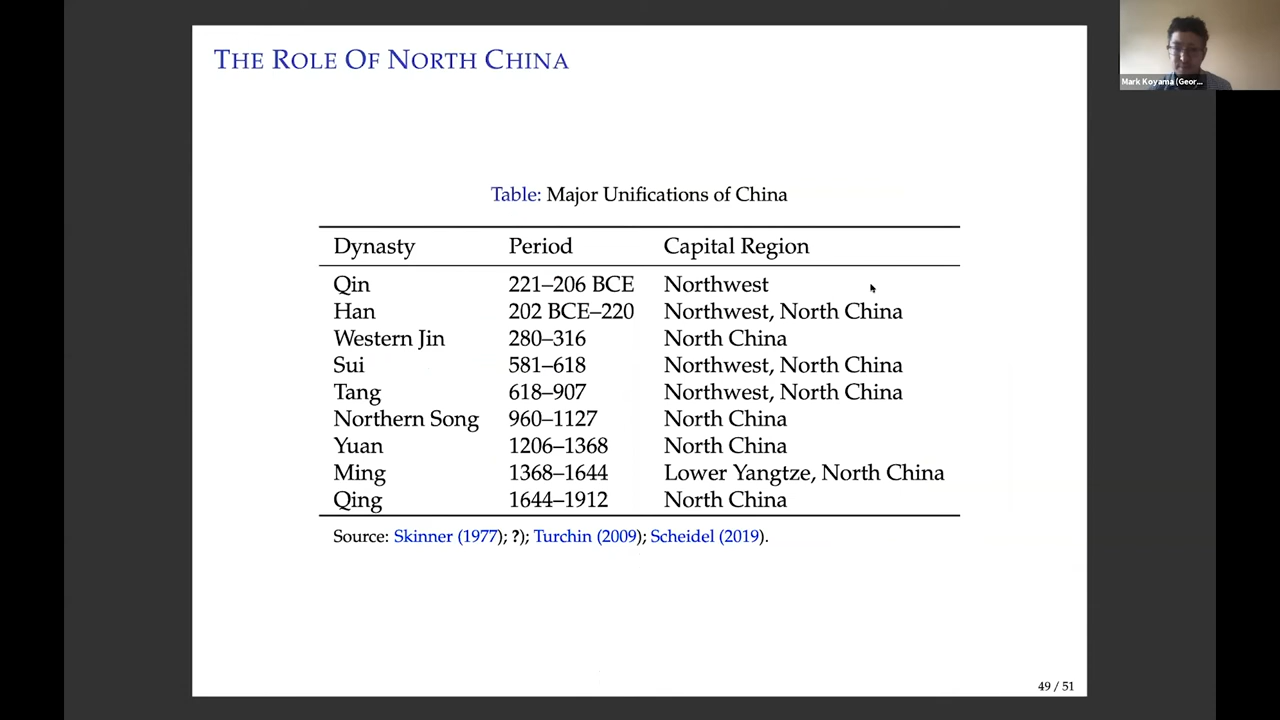 THE ROLE OF NORTH CHINA
Mark Koyama (Geor...
Table: Major Unifications of China
Dynasty Period Capital Region
Qin 221–206 BCE Northwest
Han 202 BCE–220 Northwest, North China
Western Jin 280–316 North China
Sui 581–618 Northwest, North China
Tang 618–907 Northwest, North China
Northern Song 960–1127 North China
Yuan 1206–1368 North China
Ming 1368–1644 Lower Yangtze, North China
Qing 1644–1912 North China
Source: Skinner (1977); ?); Turchin (2009); Scheidel (2019).
49 / 51